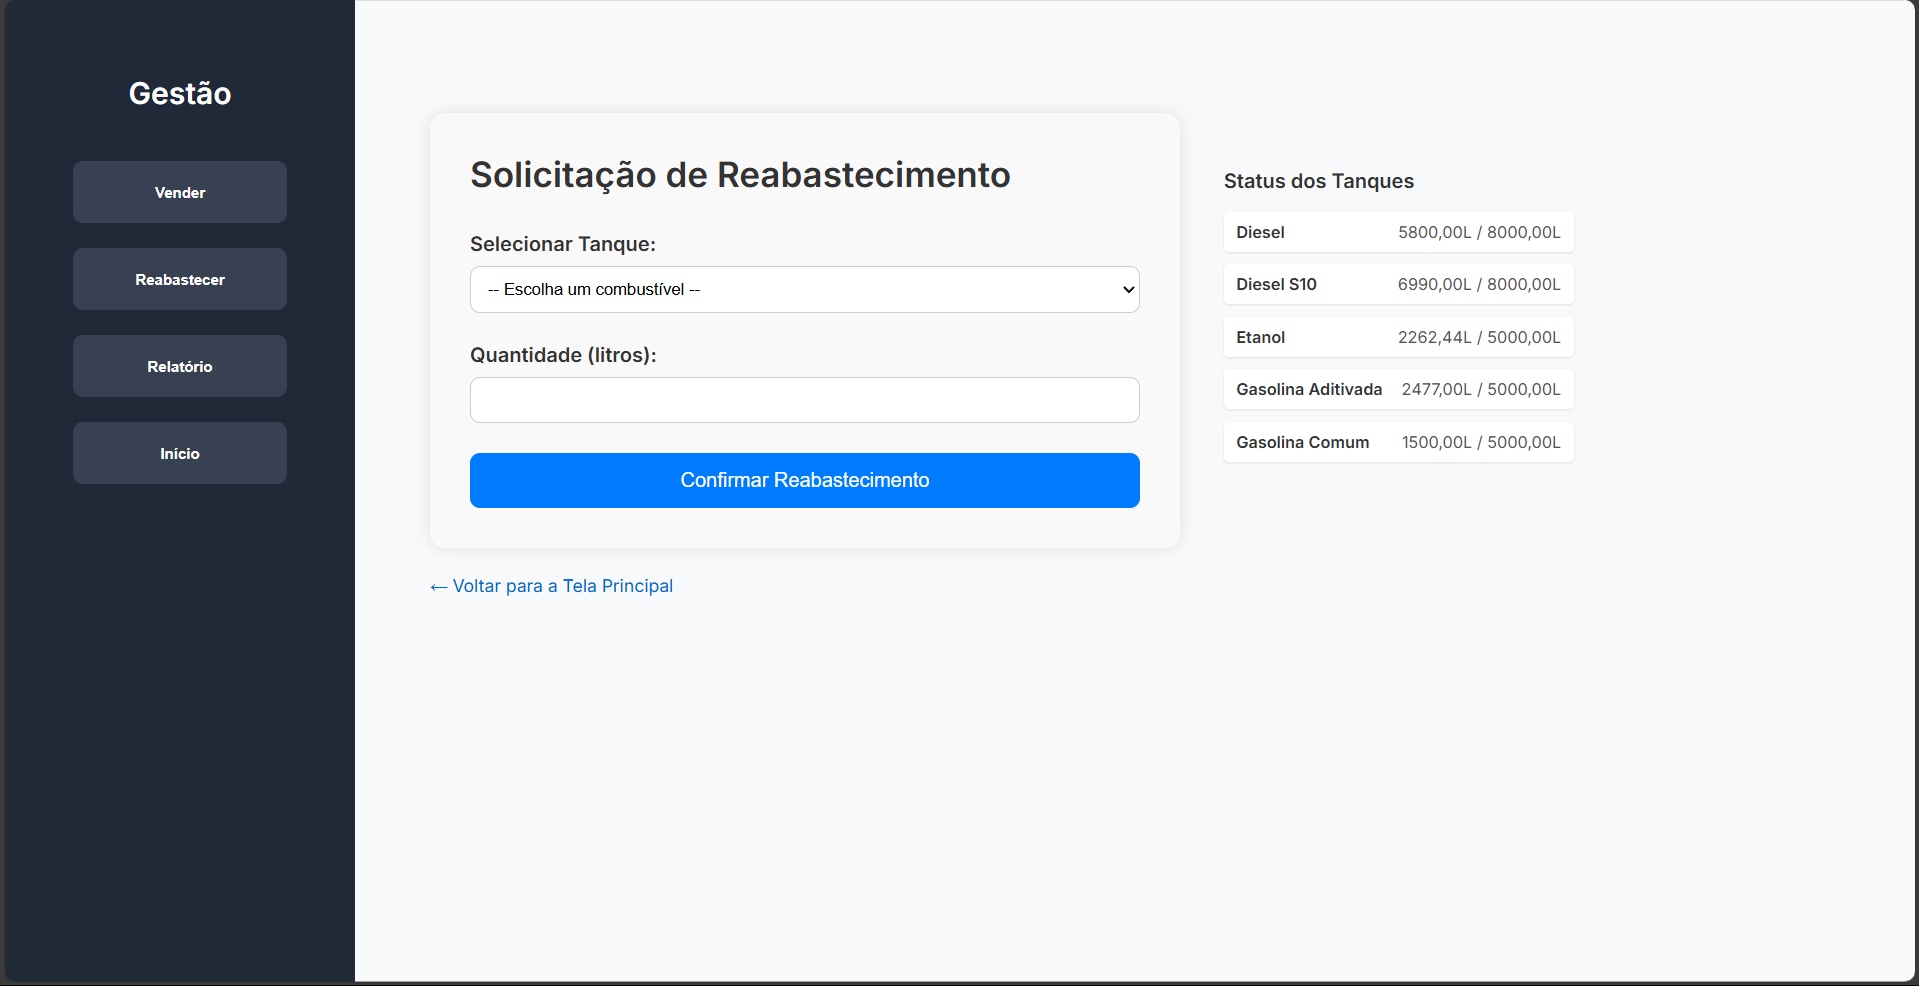 Gestão
Vender
Reabastecer
Relatório
Início
Solicitação de Reabastecimento
Selecionar Tanque:
-- Escolha um combustível --
Quantidade (litros):
Confirmar Reabastecimento
← Voltar para a Tela Principal
Status dos Tanques
Diesel 5800,00L / 8000,00L
Diesel S10 6990,00L / 8000,00L
Etanol 2262,44L / 5000,00L
Gasolina Aditivada 2477,00L / 5000,00L
Gasolina Comum 1500,00L / 5000,00L